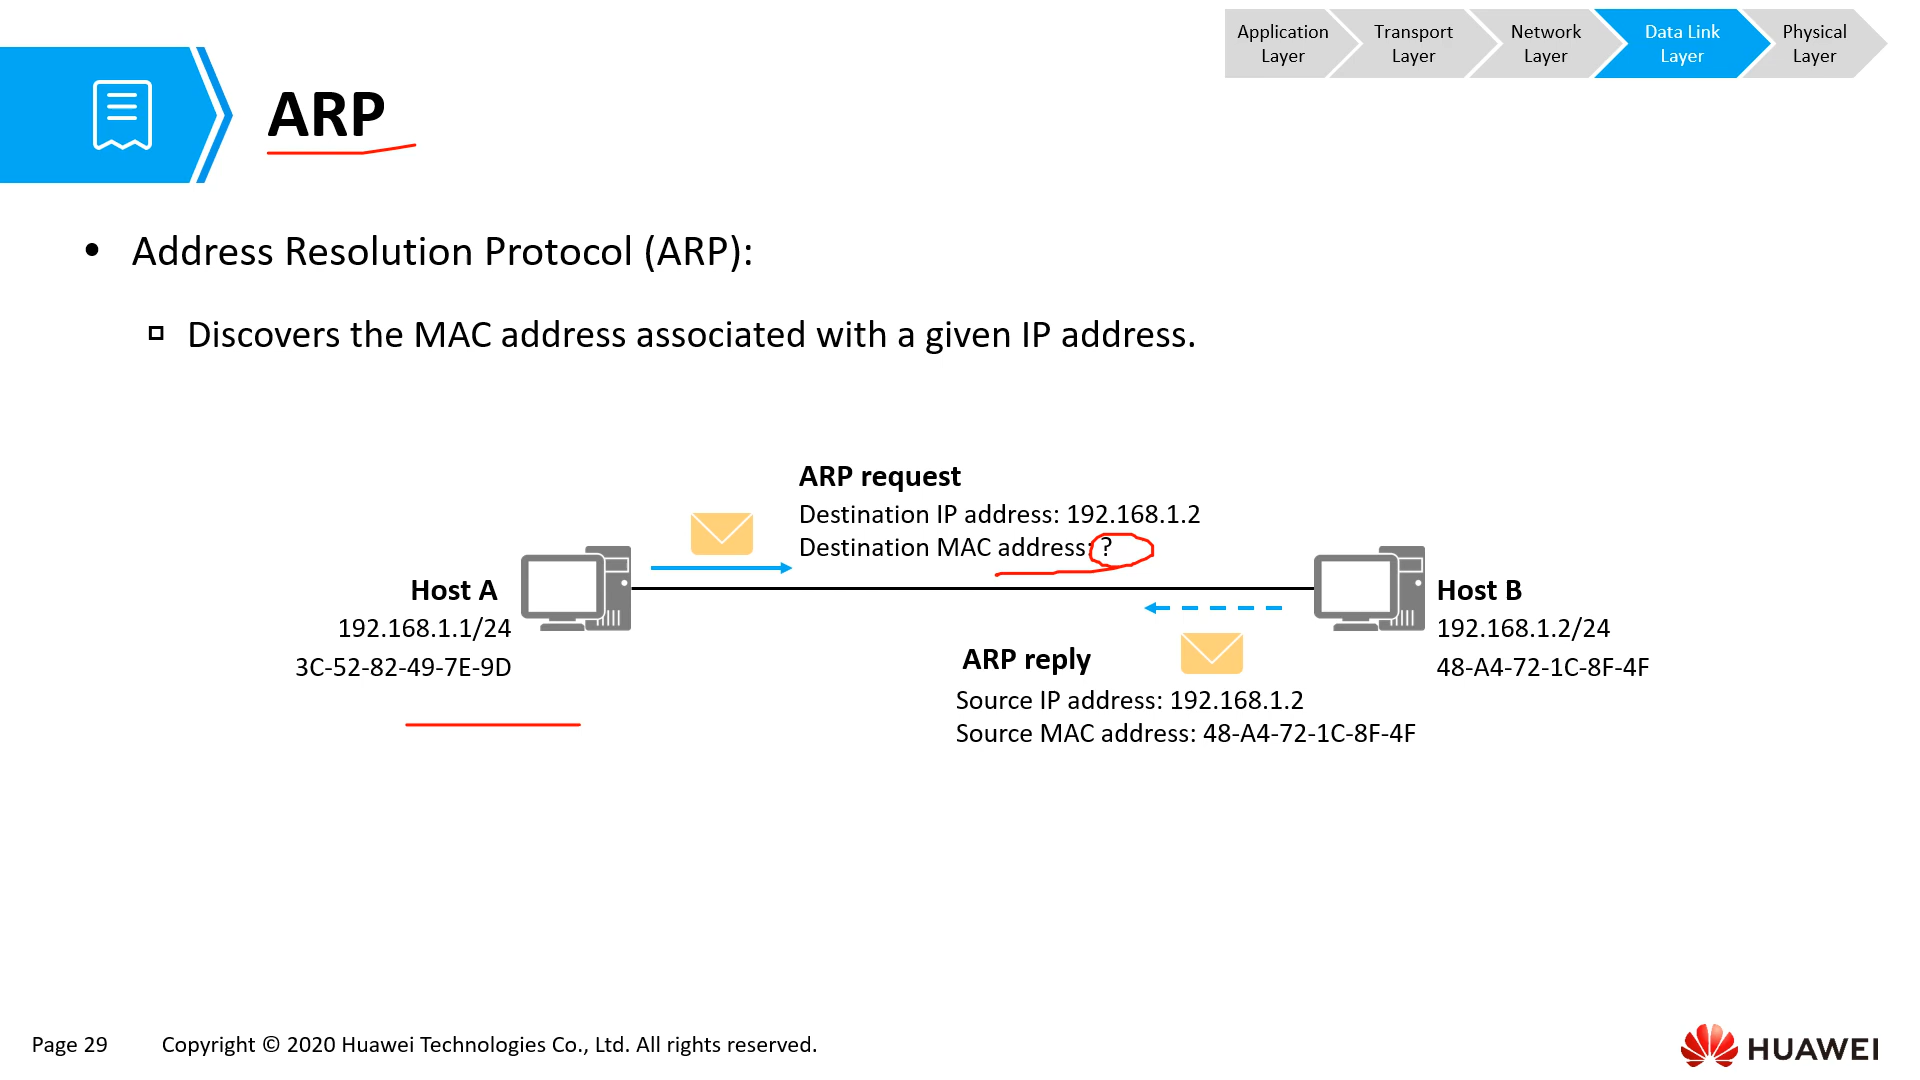 Application
Layer
Transport
Layer
Network
Layer
Data Link
Layer
Physical
Layer
ARP
• Address Resolution Protocol (ARP):
Discovers the MAC address associated with a given IP address.
ARP request
Destination IP address: 192.168.1.2
Destination MAC address: ?
Host A
192.168.1.1/24
3C-52-82-49-7E-9D
Host B
192.168.1.2/24
48-A4-72-1C-8F-4F
ARP reply
Source IP address: 192.168.1.2
Source MAC address: 48-A4-72-1C-8F-4F
Page 29
Copyright © 2020 Huawei Technologies Co., Ltd. All rights reserved.
HUAWEI